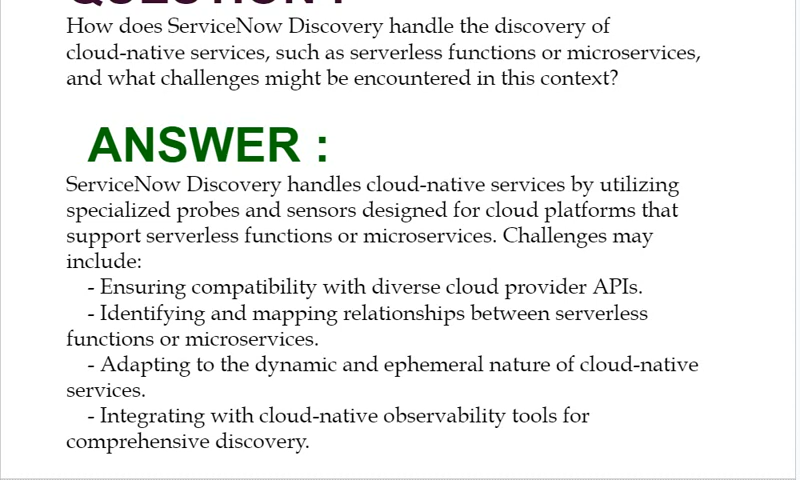 QUESTION :
How does ServiceNow Discovery handle the discovery of
cloud-native services, such as serverless functions or microservices,
and what challenges might be encountered in this context?
ANSWER :
ServiceNow Discovery handles cloud-native services by utilizing
specialized probes and sensors designed for cloud platforms that
support serverless functions or microservices. Challenges may
include:
- Ensuring compatibility with diverse cloud provider APIs.
- Identifying and mapping relationships between serverless
functions or microservices.
- Adapting to the dynamic and ephemeral nature of cloud-native
services.
- Integrating with cloud-native observability tools for
comprehensive discovery.